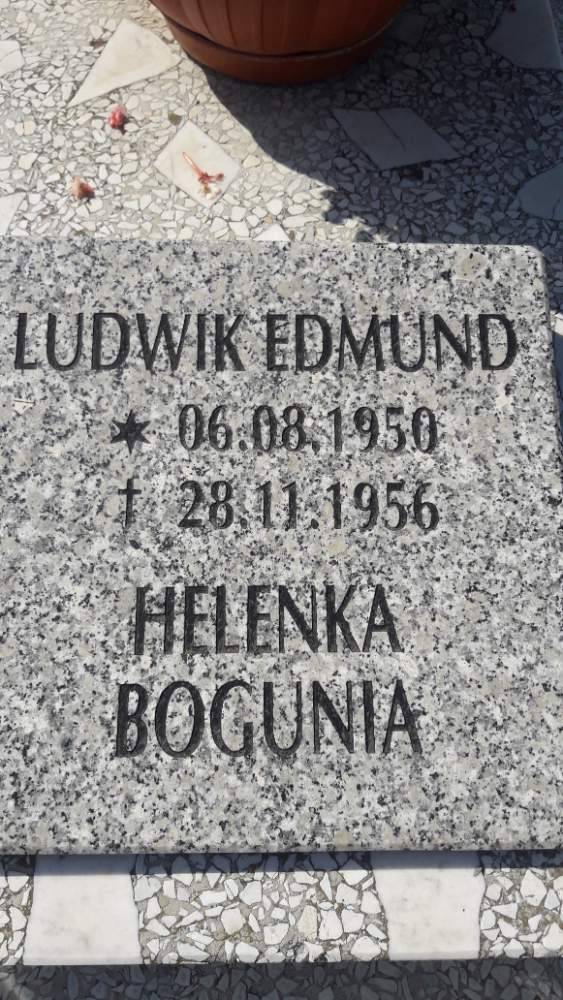 LUDWIK EDMUND
* 06.08.1950
† 28.11.1956
HELENKA
BOGUNIA